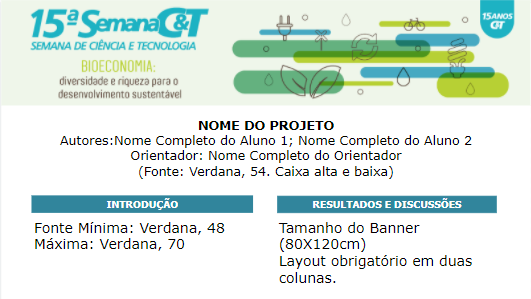 15ª Semana C&T
SEMANA DE CIÊNCIA E TECNOLOGIA
BIOECONOMIA:
diversidade e riqueza para o
desenvolvimento sustentável
15 ANOS
C&T
NOME DO PROJETO
Autores:Nome Completo do Aluno 1; Nome Completo do Aluno 2
Orientador: Nome Completo do Orientador
(Fonte: Verdana, 54. Caixa alta e baixa)
INTRODUÇÃO
Fonte Mínima: Verdana, 48
Máxima: Verdana, 70
RESULTADOS E DISCUSSÕES
Tamanho do Banner
(80X120cm)
Layout obrigatório em duas
colunas.